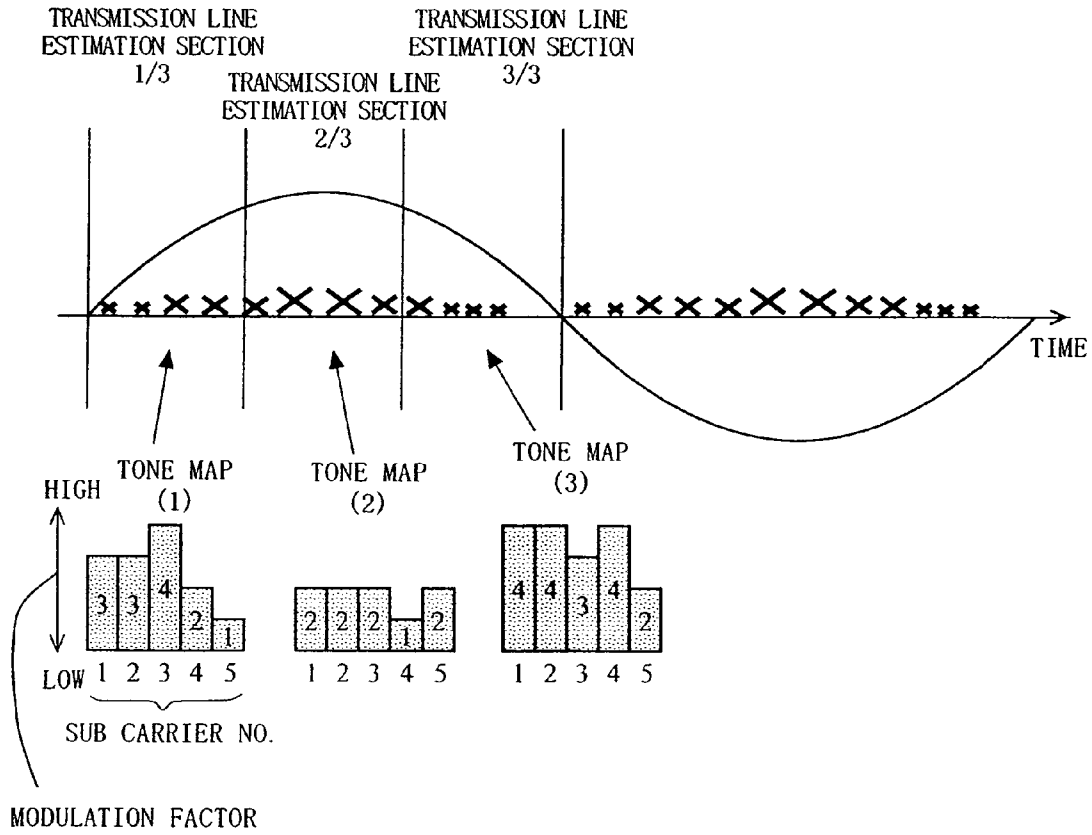 TRANSMISSION LINE
ESTIMATION SECTION
1/3
TRANSMISSION LINE
ESTIMATION SECTION
2/3
TRANSMISSION LINE
ESTIMATION SECTION
3/3
TIME
TONE MAP
(1)
TONE MAP
(2)
TONE MAP
(3)
HIGH
LOW
3 3 4 2 1
1 2 3 4 5
2 2 2 1 2
1 2 3 4 5
4 4 3 4 2
1 2 3 4 5
SUB CARRIER NO.
MODULATION FACTOR